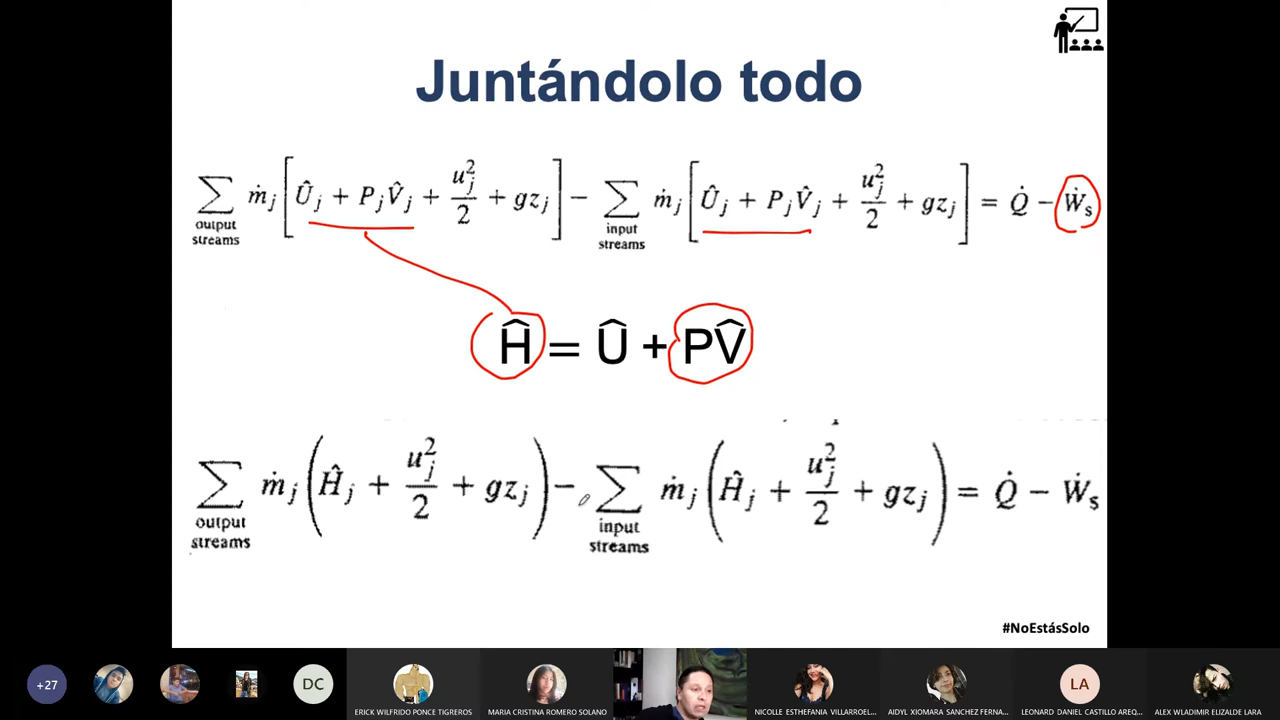 Juntándolo todo
∑ output streams ṁj [Ûj + PjV̂j + uj²/2 + gzj] − ∑ input streams ṁj [Ûj + PjV̂j + uj²/2 + gzj] = Q̇ − Ẇs
Ĥ = Û + PV̂
∑ output streams ṁj (Ĥj + uj²/2 + gzj) − ∑ input streams ṁj (Ĥj + uj²/2 + gzj) = Q̇ − Ẇs
#NoEstásSolo
+27
DC
LA
ERICK WILFRIDO PONCE TIGREROS
MARIA CRISTINA ROMERO SOLANO
NICOLLE ESTHEFANIA VILLARROEL...
AIDYL XIOMARA SANCHEZ FERNA...
LEONARD DANIEL CASTILLO AREQ...
ALEX WLADIMIR ELIZALDE LARA